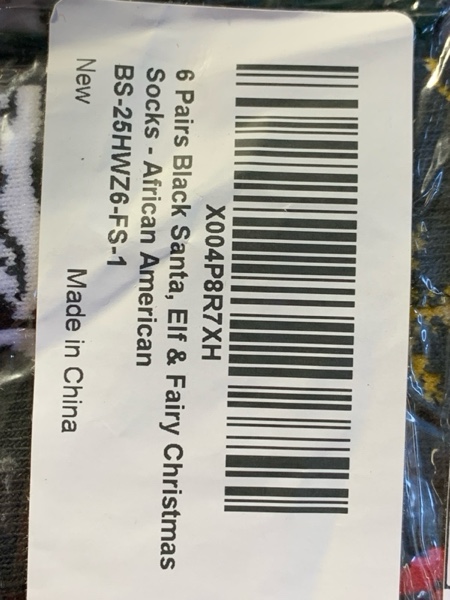 X004P8R7XH
6 Pairs Black Santa, Elf & Fairy Christmas
Socks - African American
BS-25HWZ6-FS-1
New
Made in China